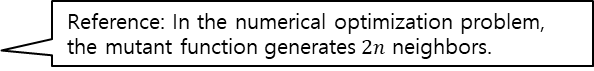 Reference: In the numerical optimization problem,
the mutant function generates 2n neighbors.